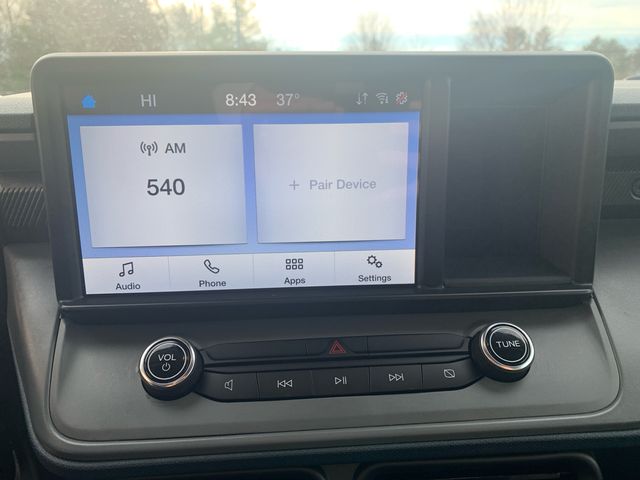 HI 8:43 37°
AM
540
+ Pair Device
Audio Phone Apps Settings
VOL
TUNE